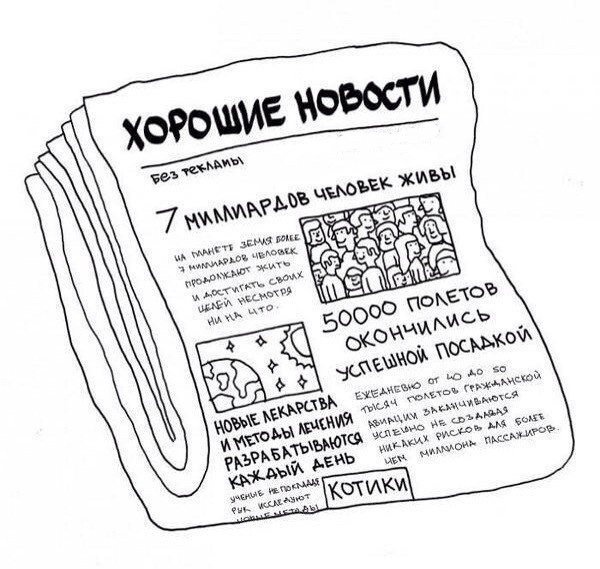 ХОРОШИЕ НОВОСТИ
БЕЗ РЕКЛАМЫ
7 МИЛЛИАРДОВ ЧЕЛОВЕК ЖИВЫ
НА ПЛАНЕТЕ ЗЕМЛЯ БОЛЕЕ
7 МИЛЛИАРДОВ ЧЕЛОВЕК
ПРОДОЛЖАЮТ ЖИТЬ
И ДОСТИГАТЬ СВОИХ
ЦЕЛЕЙ НЕСМОТРЯ
НИ НА ЧТО.
50000 ПОЛЕТОВ
ОКОНЧИЛИСЬ
УСПЕШНОЙ ПОСАДКОЙ
ЕЖЕДНЕВНО ОТ 40 ДО 50
ТЫСЯЧ ПОЛЕТОВ ГРАЖДАНСКОЙ
АВИАЦИИ ЗАКАНЧИВАЮТСЯ
УСПЕШНО НЕ СОЗДАВАЯ
НИКАКИХ РИСКОВ ДЛЯ БОЛЕЕ
ЧЕМ МИЛЛИОНА ПАССАЖИРОВ.
НОВЫЕ ЛЕКАРСТВА
И МЕТОДЫ ЛЕЧЕНИЯ
РАЗРАБАТЫВАЮТСЯ
КАЖДЫЙ ДЕНЬ
УЧЕНЫЕ НЕ ПОКЛАДАЯ
РУК ИССЛЕДУЮТ
НОВЫЕ МЕТОДЫ
КОТИКИ